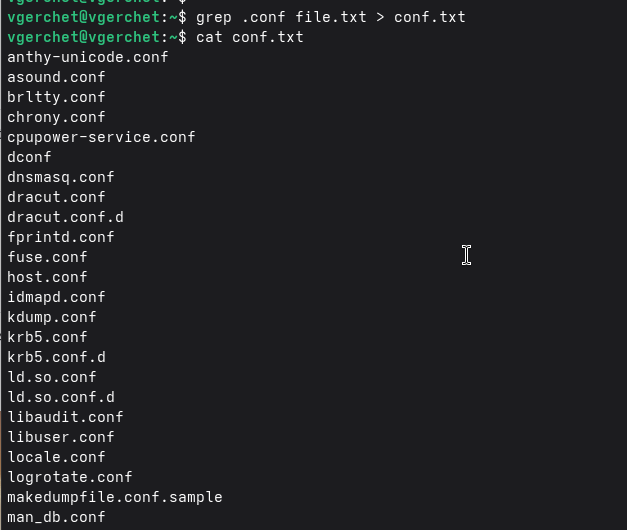 vgerchet@vgerchet:~$ grep .conf file.txt > conf.txt
vgerchet@vgerchet:~$ cat conf.txt
anthy-unicode.conf
asound.conf
brltty.conf
chrony.conf
cpupower-service.conf
dconf
dnsmasq.conf
dracut.conf
dracut.conf.d
fprintd.conf
fuse.conf
host.conf
idmapd.conf
kdump.conf
krb5.conf
krb5.conf.d
ld.so.conf
ld.so.conf.d
libaudit.conf
libuser.conf
locale.conf
logrotate.conf
makedumpfile.conf.sample
man_db.conf